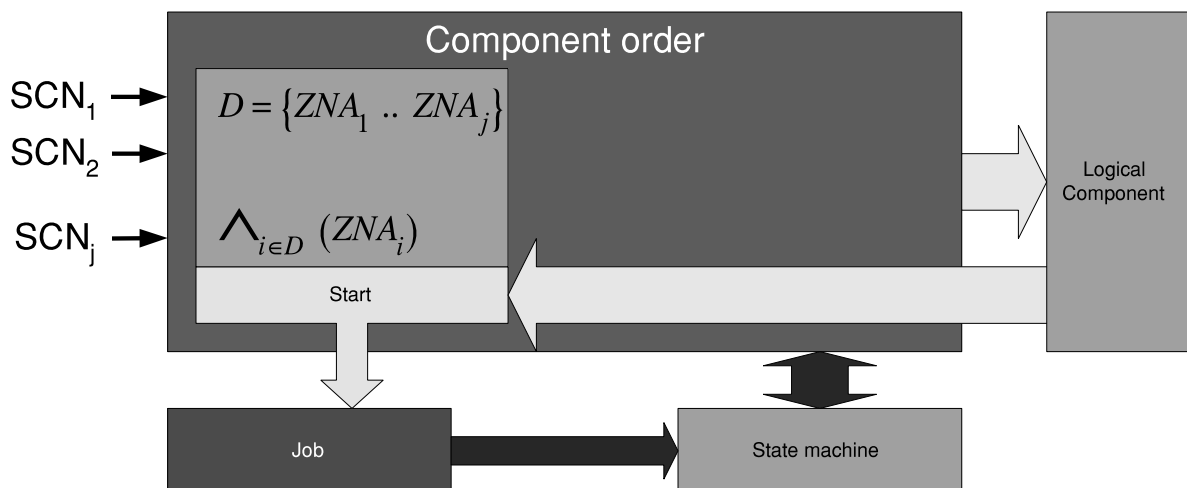 Component order
SCN₁
D = {ZNA₁ .. ZNAⱼ}
SCN₂
Logical
Component
SCNⱼ
⋀ᵢ∈D (ZNAᵢ)
Start
Job
State machine